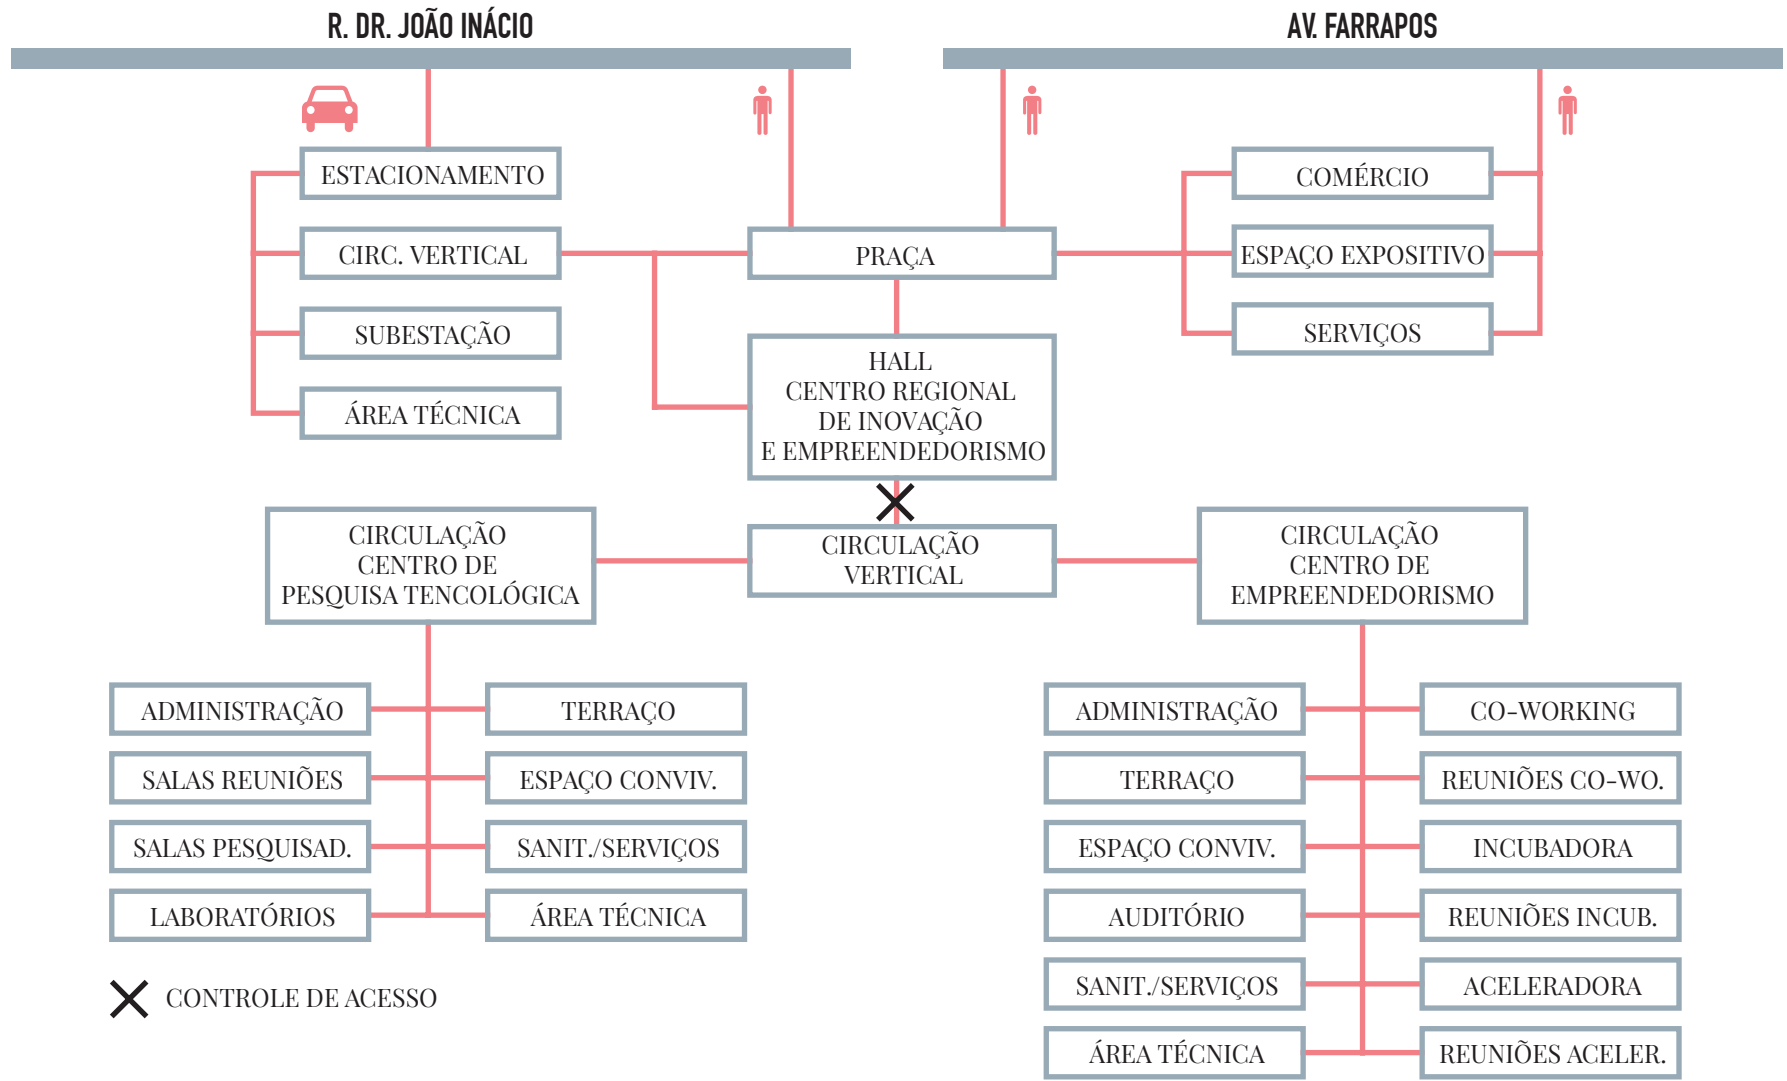 R. DR. JOÃO INÁCIO
AV. FARRAPOS
ESTACIONAMENTO
CIRC. VERTICAL
SUBESTAÇÃO
ÁREA TÉCNICA
PRAÇA
HALL
CENTRO REGIONAL
DE INOVAÇÃO
E EMPREENDEDORISMO
COMÉRCIO
ESPAÇO EXPOSITIVO
SERVIÇOS
CIRCULAÇÃO
CENTRO DE
PESQUISA TENCOLÓGICA
CIRCULAÇÃO
VERTICAL
CIRCULAÇÃO
CENTRO DE
EMPREENDEDORISMO
ADMINISTRAÇÃO
TERRAÇO
SALAS REUNIÕES
ESPAÇO CONVIV.
SALAS PESQUISAD.
SANIT./SERVIÇOS
LABORATÓRIOS
ÁREA TÉCNICA
ADMINISTRAÇÃO
CO-WORKING
TERRAÇO
REUNIÕES CO-WO.
ESPAÇO CONVIV.
INCUBADORA
AUDITÓRIO
REUNIÕES INCUB.
SANIT./SERVIÇOS
ACELERADORA
ÁREA TÉCNICA
REUNIÕES ACELER.
CONTROLE DE ACESSO